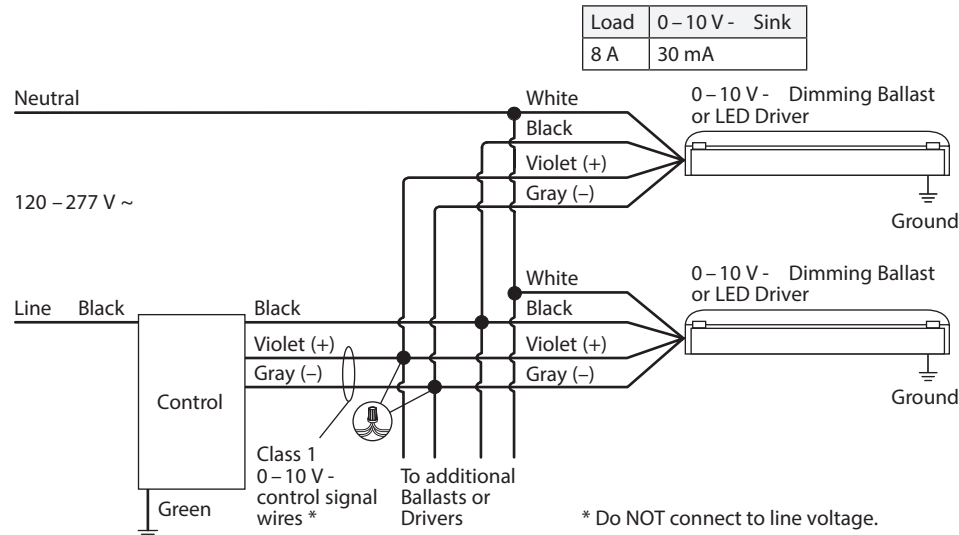 Load 0 – 10 V - Sink
8 A 30 mA
Neutral
White
0 – 10 V - Dimming Ballast
or LED Driver
Black
Violet (+)
Gray (–)
120 – 277 V ~
Ground
White
0 – 10 V - Dimming Ballast
or LED Driver
Line Black
Black
Black
Violet (+)
Violet (+)
Gray (–)
Gray (–)
Ground
Control
Class 1
0 – 10 V -
control signal
wires *
To additional
Ballasts or
Drivers
Green
* Do NOT connect to line voltage.